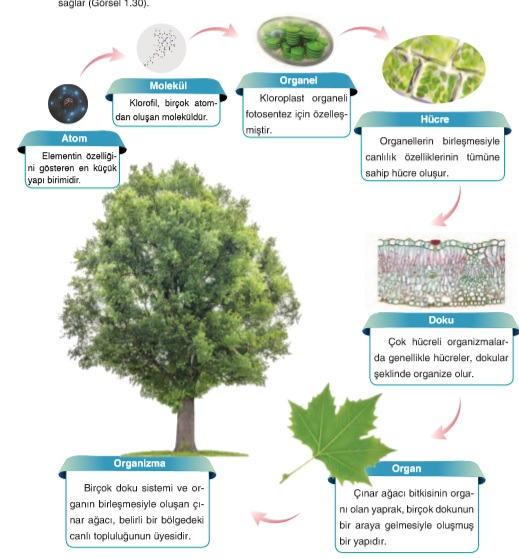 sağlar (Görsel 1.30).
Atom
Elementin özelliği-
ni gösteren en küçük
yapı birimidir.
Molekül
Klorofil, birçok atom-
dan oluşan moleküldür.
Organel
Kloroplast organeli
fotosentez için özelleş-
miştir.
Hücre
Organellerin birleşmesiyle
canlılık özelliklerinin tümüne
sahip hücre oluşur.
Doku
Çok hücreli organizmalar-
da genellikle hücreler, dokular
şeklinde organize olur.
Organ
Çınar ağacı bitkisinin orga-
nı olan yaprak, birçok dokunun
bir araya gelmesiyle oluşmuş
bir yapıdır.
Organizma
Birçok doku sistemi ve or-
ganın birleşmesiyle oluşan çı-
nar ağacı, belirli bir bölgedeki
canlı topluluğunun üyesidir.